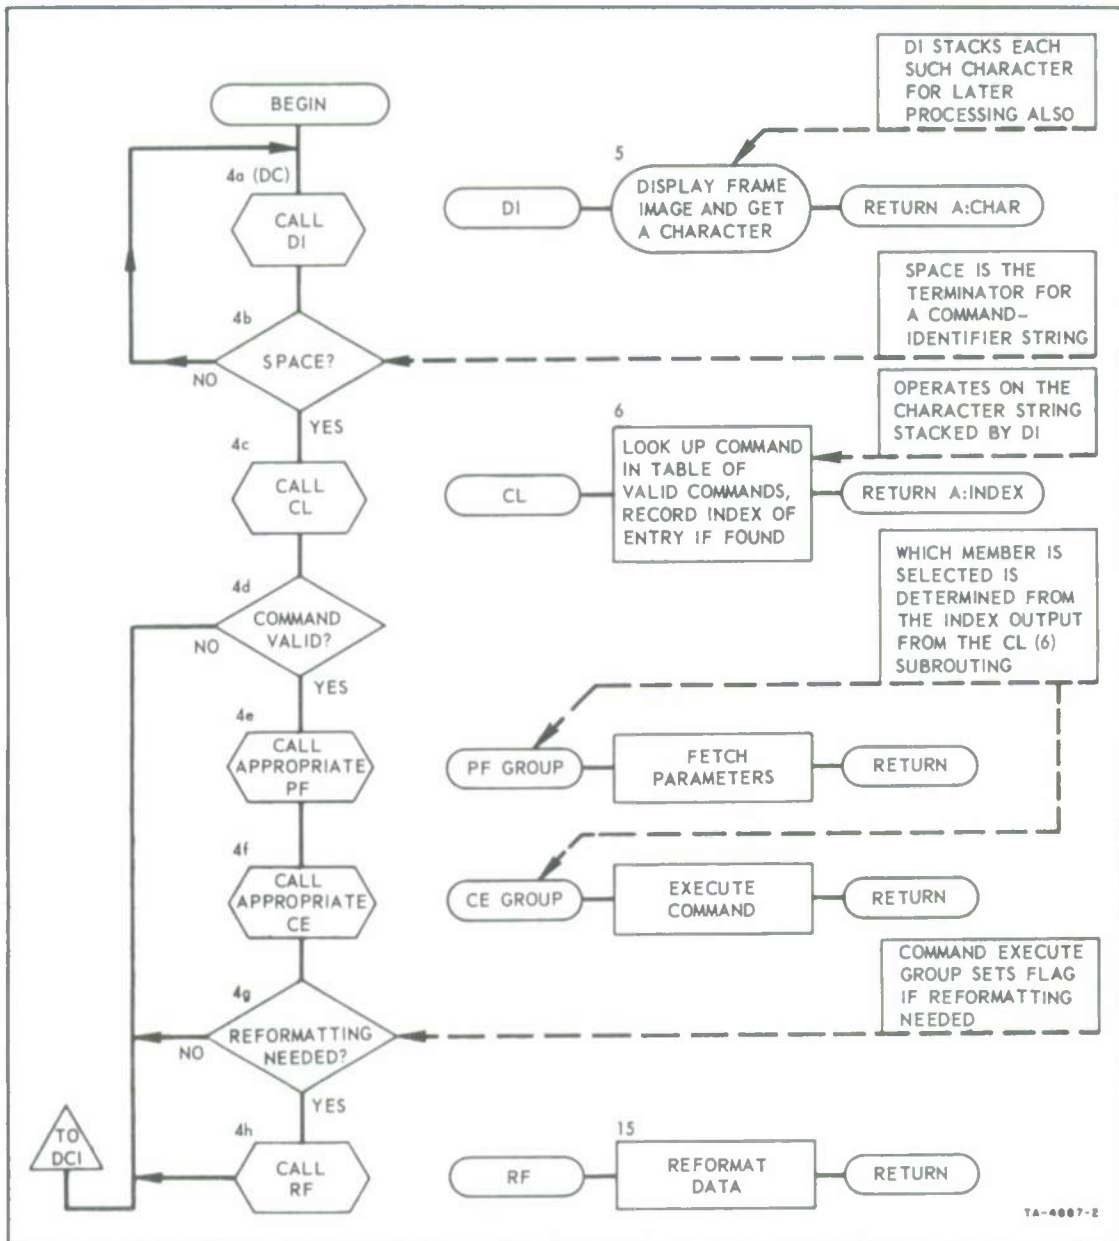 DI STACKS EACH
SUCH CHARACTER
FOR LATER
PROCESSING ALSO
BEGIN
4a (DC)
CALL
DI
DI
5
DISPLAY FRAME
IMAGE AND GET
A CHARACTER
RETURN A:CHAR
SPACE IS THE
TERMINATOR FOR
A COMMAND-
IDENTIFIER STRING
4b
SPACE?
NO
YES
OPERATES ON THE
CHARACTER STRING
STACKED BY DI
4c
CALL
CL
CL
6
LOOK UP COMMAND
IN TABLE OF
VALID COMMANDS,
RECORD INDEX OF
ENTRY IF FOUND
RETURN A:INDEX
4d
COMMAND
VALID?
NO
YES
WHICH MEMBER IS
SELECTED IS
DETERMINED FROM
THE INDEX OUTPUT
FROM THE CL (6)
SUBROUTING
4e
CALL
APPROPRIATE
PF
PF GROUP
FETCH
PARAMETERS
RETURN
4f
CALL
APPROPRIATE
CE
CE GROUP
EXECUTE
COMMAND
RETURN
COMMAND EXECUTE
GROUP SETS FLAG
IF REFORMATTING
NEEDED
4g
REFORMATTING
NEEDED?
NO
YES
TO
DCI
4h
CALL
RF
RF
15
REFORMAT
DATA
RETURN
TA-4887-2